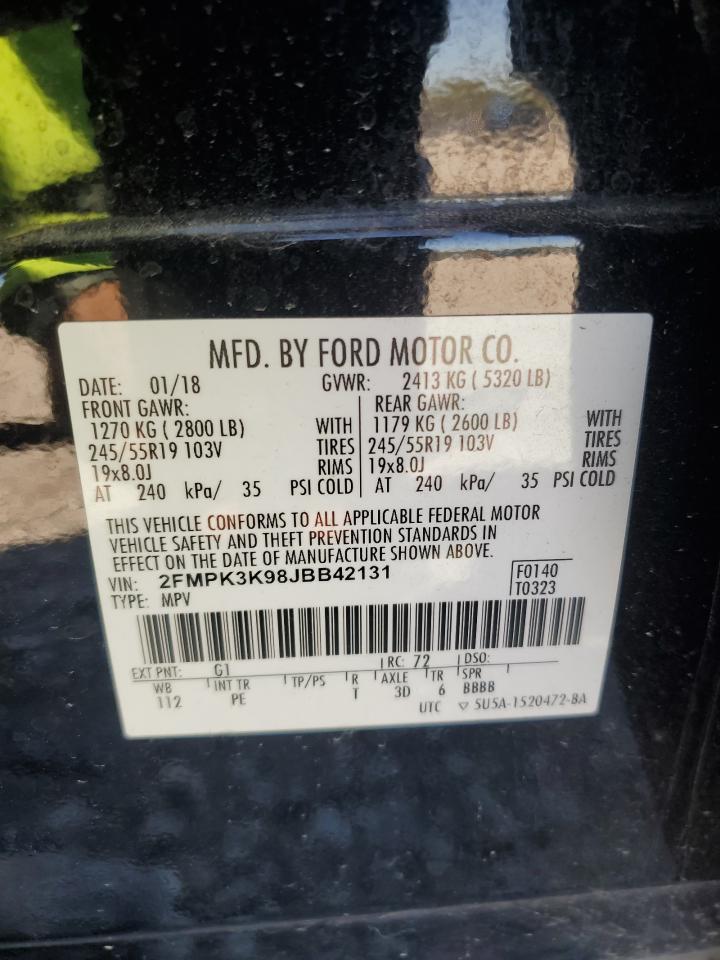 MFD. BY FORD MOTOR CO.
DATE: 01/18 GVWR: 2413 KG ( 5320 LB)
FRONT GAWR: REAR GAWR:
1270 KG ( 2800 LB) WITH 1179 KG ( 2600 LB) WITH
245/55R19 103V TIRES 245/55R19 103V TIRES
19x8.0J RIMS 19x8.0J RIMS
AT 240 kPa/ 35 PSI COLD AT 240 kPa/ 35 PSI COLD
THIS VEHICLE CONFORMS TO ALL APPLICABLE FEDERAL MOTOR
VEHICLE SAFETY AND THEFT PREVENTION STANDARDS IN
EFFECT ON THE DATE OF MANUFACTURE SHOWN ABOVE.
VIN: 2FMPK3K98JBB42131 F0140
TYPE: MPV T0323
EXT PNT: G1 RC: 72 DSO:
WB INT TR TP/PS R AXLE TR SPR
112 PE T 3D 6 BBBB
UTC ▽ 5U5A-1520472-BA